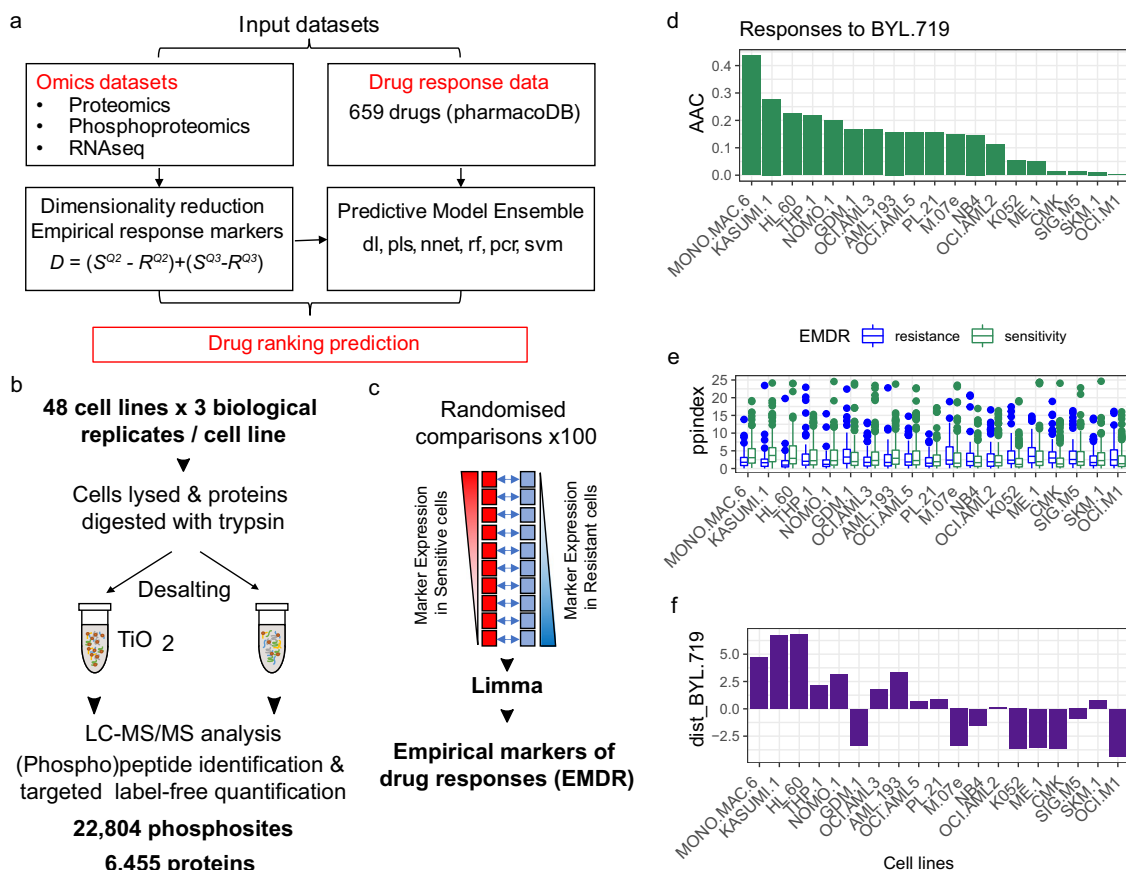 a
Input datasets
Omics datasets
• Proteomics
• Phosphoproteomics
• RNAseq
Drug response data
659 drugs (pharmacoDB)
Dimensionality reduction
Empirical response markers
D = (S^Q2 - R^Q2)+(S^Q3-R^Q3)
Predictive Model Ensemble
dl, pls, nnet, rf, pcr, svm
Drug ranking prediction
b
48 cell lines x 3 biological
replicates / cell line
Cells lysed & proteins
digested with trypsin
Desalting
TiO 2
LC-MS/MS analysis
(Phospho)peptide identification &
targeted label-free quantification
22,804 phosphosites
6,455 proteins
c
Randomised
comparisons x100
Marker Expression
in Sensitive cells
Marker Expression
in Resistant cells
Limma
Empirical markers of
drug responses (EMDR)
d
Responses to BYL.719
AAC
0.4
0.3
0.2
0.1
0.0
MONO.MAC.6
KASUMI.1
HL.60
THP.1
NOMO.1
GDM.1
OCI.AML3
AML.193
OCI.AML5
PL.21
M.07e
NB4
OCI.AML2
K052
ME.1
CMK
SIG.M5
SKM.1
OCI.M1
EMDR resistance sensitivity
e
ppindex
25
20
15
10
5
0
MONO.MAC.6
KASUMI.1
HL.60
THP.1
NOMO.1
GDM.1
OCI.AML3
AML.193
OCI.AML5
PL.21
M.07e
NB4
OCI.AML2
K052
ME.1
CMK
SIG.M5
SKM.1
OCI.M1
f
dist_BYL.719
5.0
2.5
0.0
−2.5
MONO.MAC.6
KASUMI.1
HL.60
THP.1
NOMO.1
GDM.1
OCI.AML3
AML.193
OCI.AML5
PL.21
M.07e
NB4
OCI.AML2
K052
ME.1
CMK
SIG.M5
SKM.1
OCI.M1
Cell lines